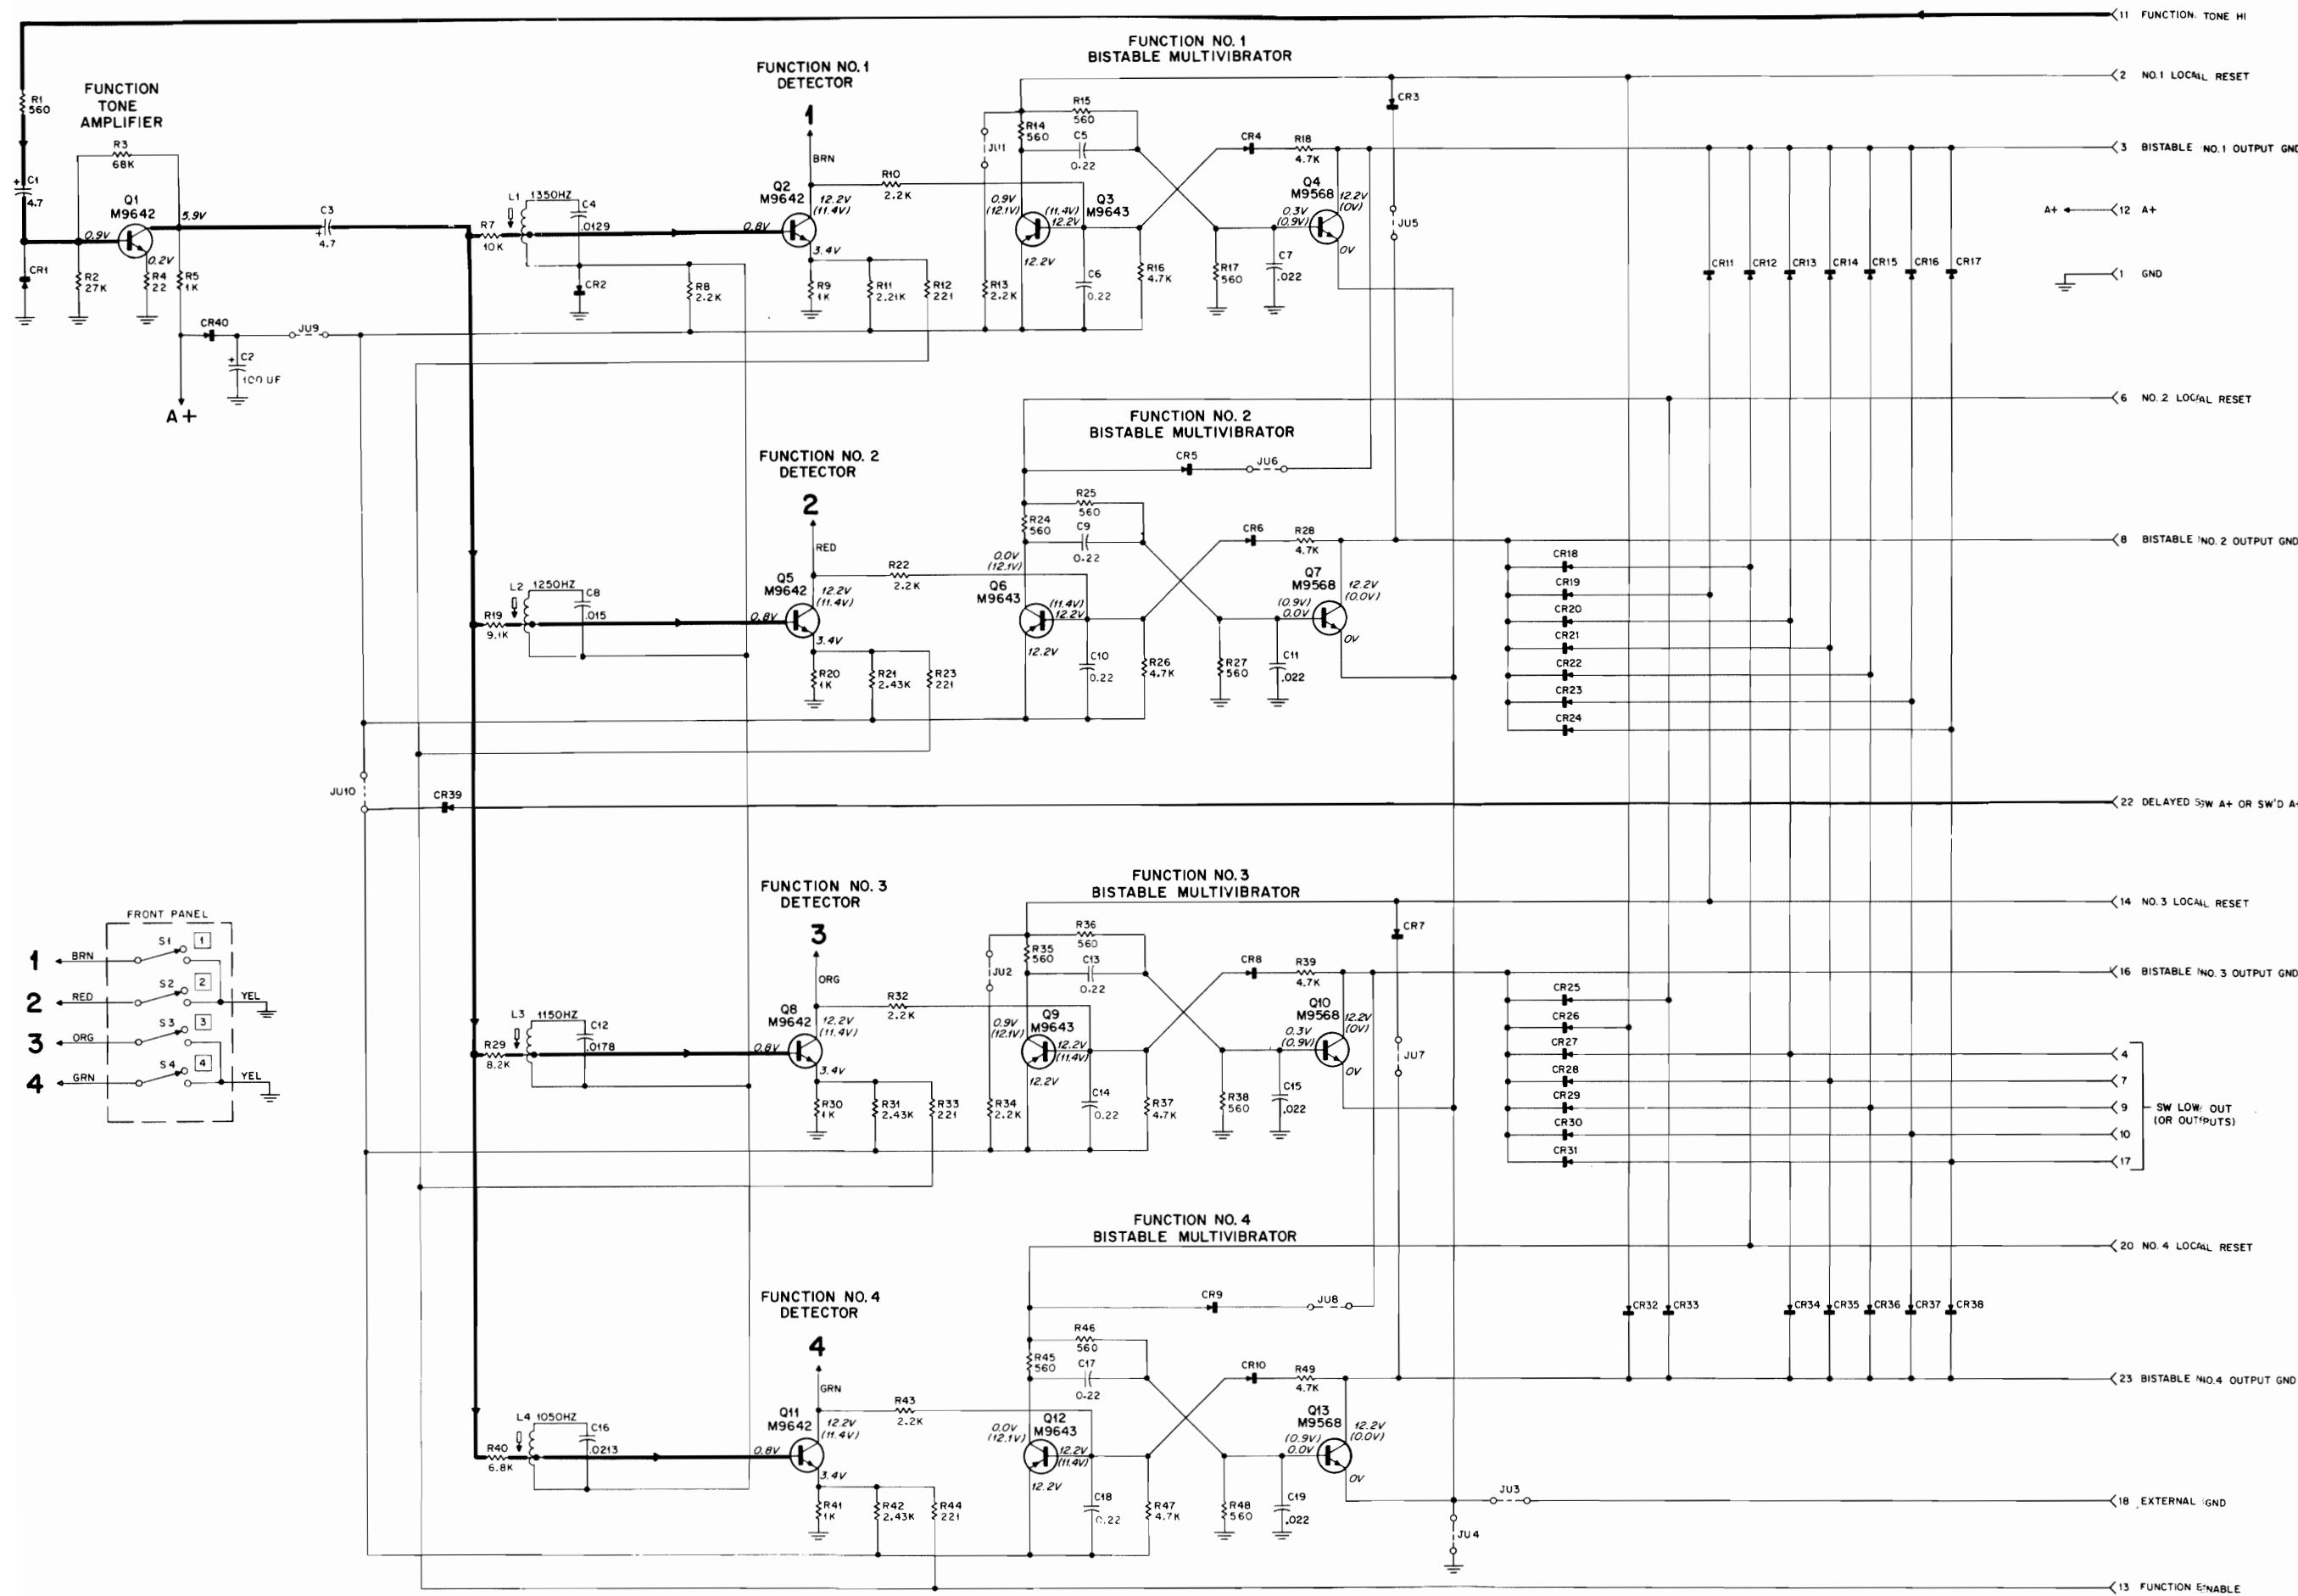 11 FUNCTION TONE HI
FUNCTION NO. 1
BISTABLE MULTIVIBRATOR
FUNCTION NO. 1
DETECTOR
1
BRN
2 NO. 1 LOCAL RESET
FUNCTION
TONE
AMPLIFIER
R1
560
R3
68K
C1
+
4.7
Q1
M9642
5.9V
0.9V
0.2V
C3
+
4.7
CR1
R2
27K
R4
22
R5
1K
CR40
JU9
C2
+
100 UF
A+
L1
1350HZ
C4
.0129
R7
10K
CR2
R8
2.2K
Q2
M9642
12.2V
(11.4V)
0.8V
3.4V
R9
1K
R10
2.2K
R11
2.21K
R12
221
R13
2.2K
JU1
R14
560
R15
560
C5
0.22
0.9V
(12.1V)
(11.4V)
12.2V
Q3
M9643
12.2V
C6
0.22
R16
4.7K
R17
560
C7
.022
CR4
R18
4.7K
Q4
M9568
12.2V
(0V)
0.3V
(0.9V)
0V
CR3
JU5
3 BISTABLE NO. 1 OUTPUT GND
A+
12 A+
1 GND
CR11
CR12
CR13
CR14
CR15
CR16
CR17
6 NO. 2 LOCAL RESET
FUNCTION NO. 2
BISTABLE MULTIVIBRATOR
FUNCTION NO. 2
DETECTOR
2
RED
CR5
JU6
L2
1250HZ
C8
.015
R19
9.1K
Q5
M9642
12.2V
(11.4V)
0.8V
3.4V
R20
1K
R21
2.43K
R22
2.2K
R23
221
R24
560
R25
560
C9
0.22
0.0V
(12.1V)
Q6
M9643
(11.4V)
12.2V
12.2V
C10
0.22
R26
4.7K
R27
560
C11
.022
CR6
R28
4.7K
Q7
M9568
12.2V
(0.0V)
(0.9V)
0.0V
0V
8 BISTABLE NO. 2 OUTPUT GND
CR18
CR19
CR20
CR21
CR22
CR23
CR24
JU10
CR39
22 DELAYED SW A+ OR SW'D A+
FUNCTION NO. 3
BISTABLE MULTIVIBRATOR
FUNCTION NO. 3
DETECTOR
3
ORG
14 NO. 3 LOCAL RESET
FRONT PANEL
1
BRN
S1
1
2
RED
S2
2
YEL
3
ORG
S3
3
4
GRN
S4
4
YEL
L3
1150HZ
C12
.0178
R29
8.2K
Q8
M9642
12.2V
(11.4V)
0.8V
3.4V
R30
1K
R31
2.43K
R32
2.2K
R33
221
R34
2.2K
JU2
R35
560
R36
560
C13
0.22
0.9V
(12.1V)
Q9
M9643
12.2V
(11.4V)
12.2V
C14
0.22
R37
4.7K
R38
560
C15
.022
CR8
R39
4.7K
Q10
M9568
12.2V
(0V)
0.3V
(0.9V)
0V
CR7
JU7
16 BISTABLE NO. 3 OUTPUT GND
CR25
CR26
CR27
CR28
CR29
CR30
CR31
4
7
9
10
17
SW LOW OUT
(OR OUTPUTS)
FUNCTION NO. 4
BISTABLE MULTIVIBRATOR
20 NO. 4 LOCAL RESET
FUNCTION NO. 4
DETECTOR
4
GRN
CR9
JU8
CR32
CR33
CR34
CR35
CR36
CR37
CR38
L4
1050HZ
C16
.0213
R40
6.8K
Q11
M9642
12.2V
(11.4V)
0.8V
3.4V
R41
1K
R42
2.43K
R43
2.2K
R44
221
R45
560
R46
560
C17
0.22
0.0V
(12.1V)
Q12
M9643
12.2V
(11.4V)
12.2V
C18
0.22
R47
4.7K
R48
560
C19
.022
CR10
R49
4.7K
Q13
M9568
12.2V
(0.0V)
(0.9V)
0.0V
0V
23 BISTABLE NO. 4 OUTPUT GND
JU3
JU4
18 EXTERNAL GND
13 FUNCTION ENABLE